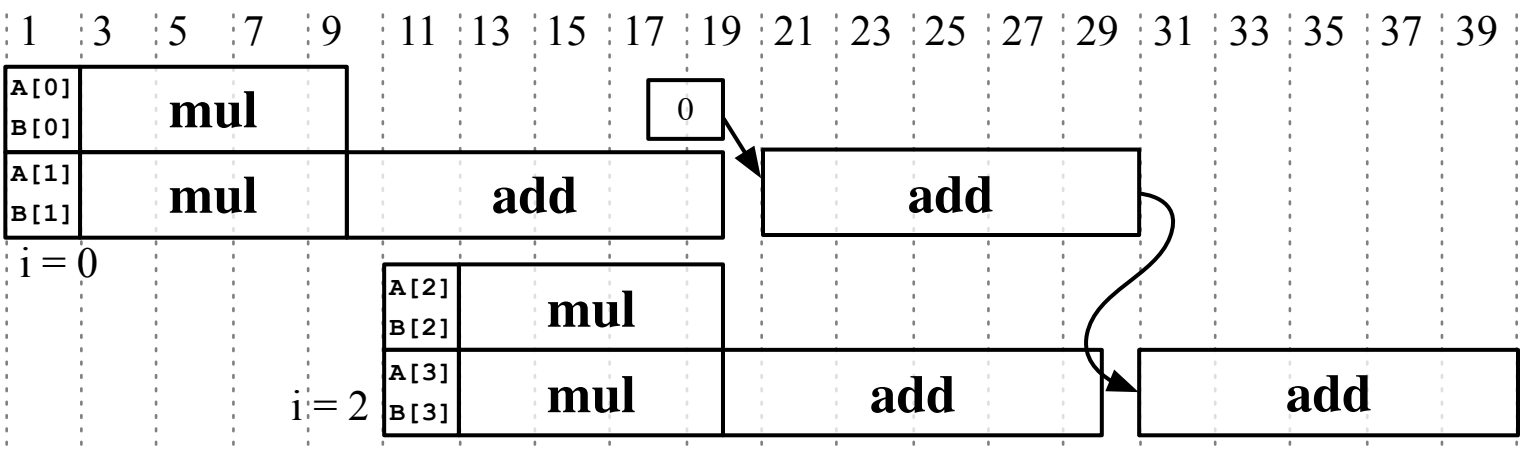 1 3 5 7 9 11 13 15 17 19 21 23 25 27 29 31 33 35 37 39
A[0]
B[0]
mul
0
A[1]
B[1]
mul
add
add
i = 0
A[2]
B[2]
mul
i = 2
A[3]
B[3]
mul
add
add